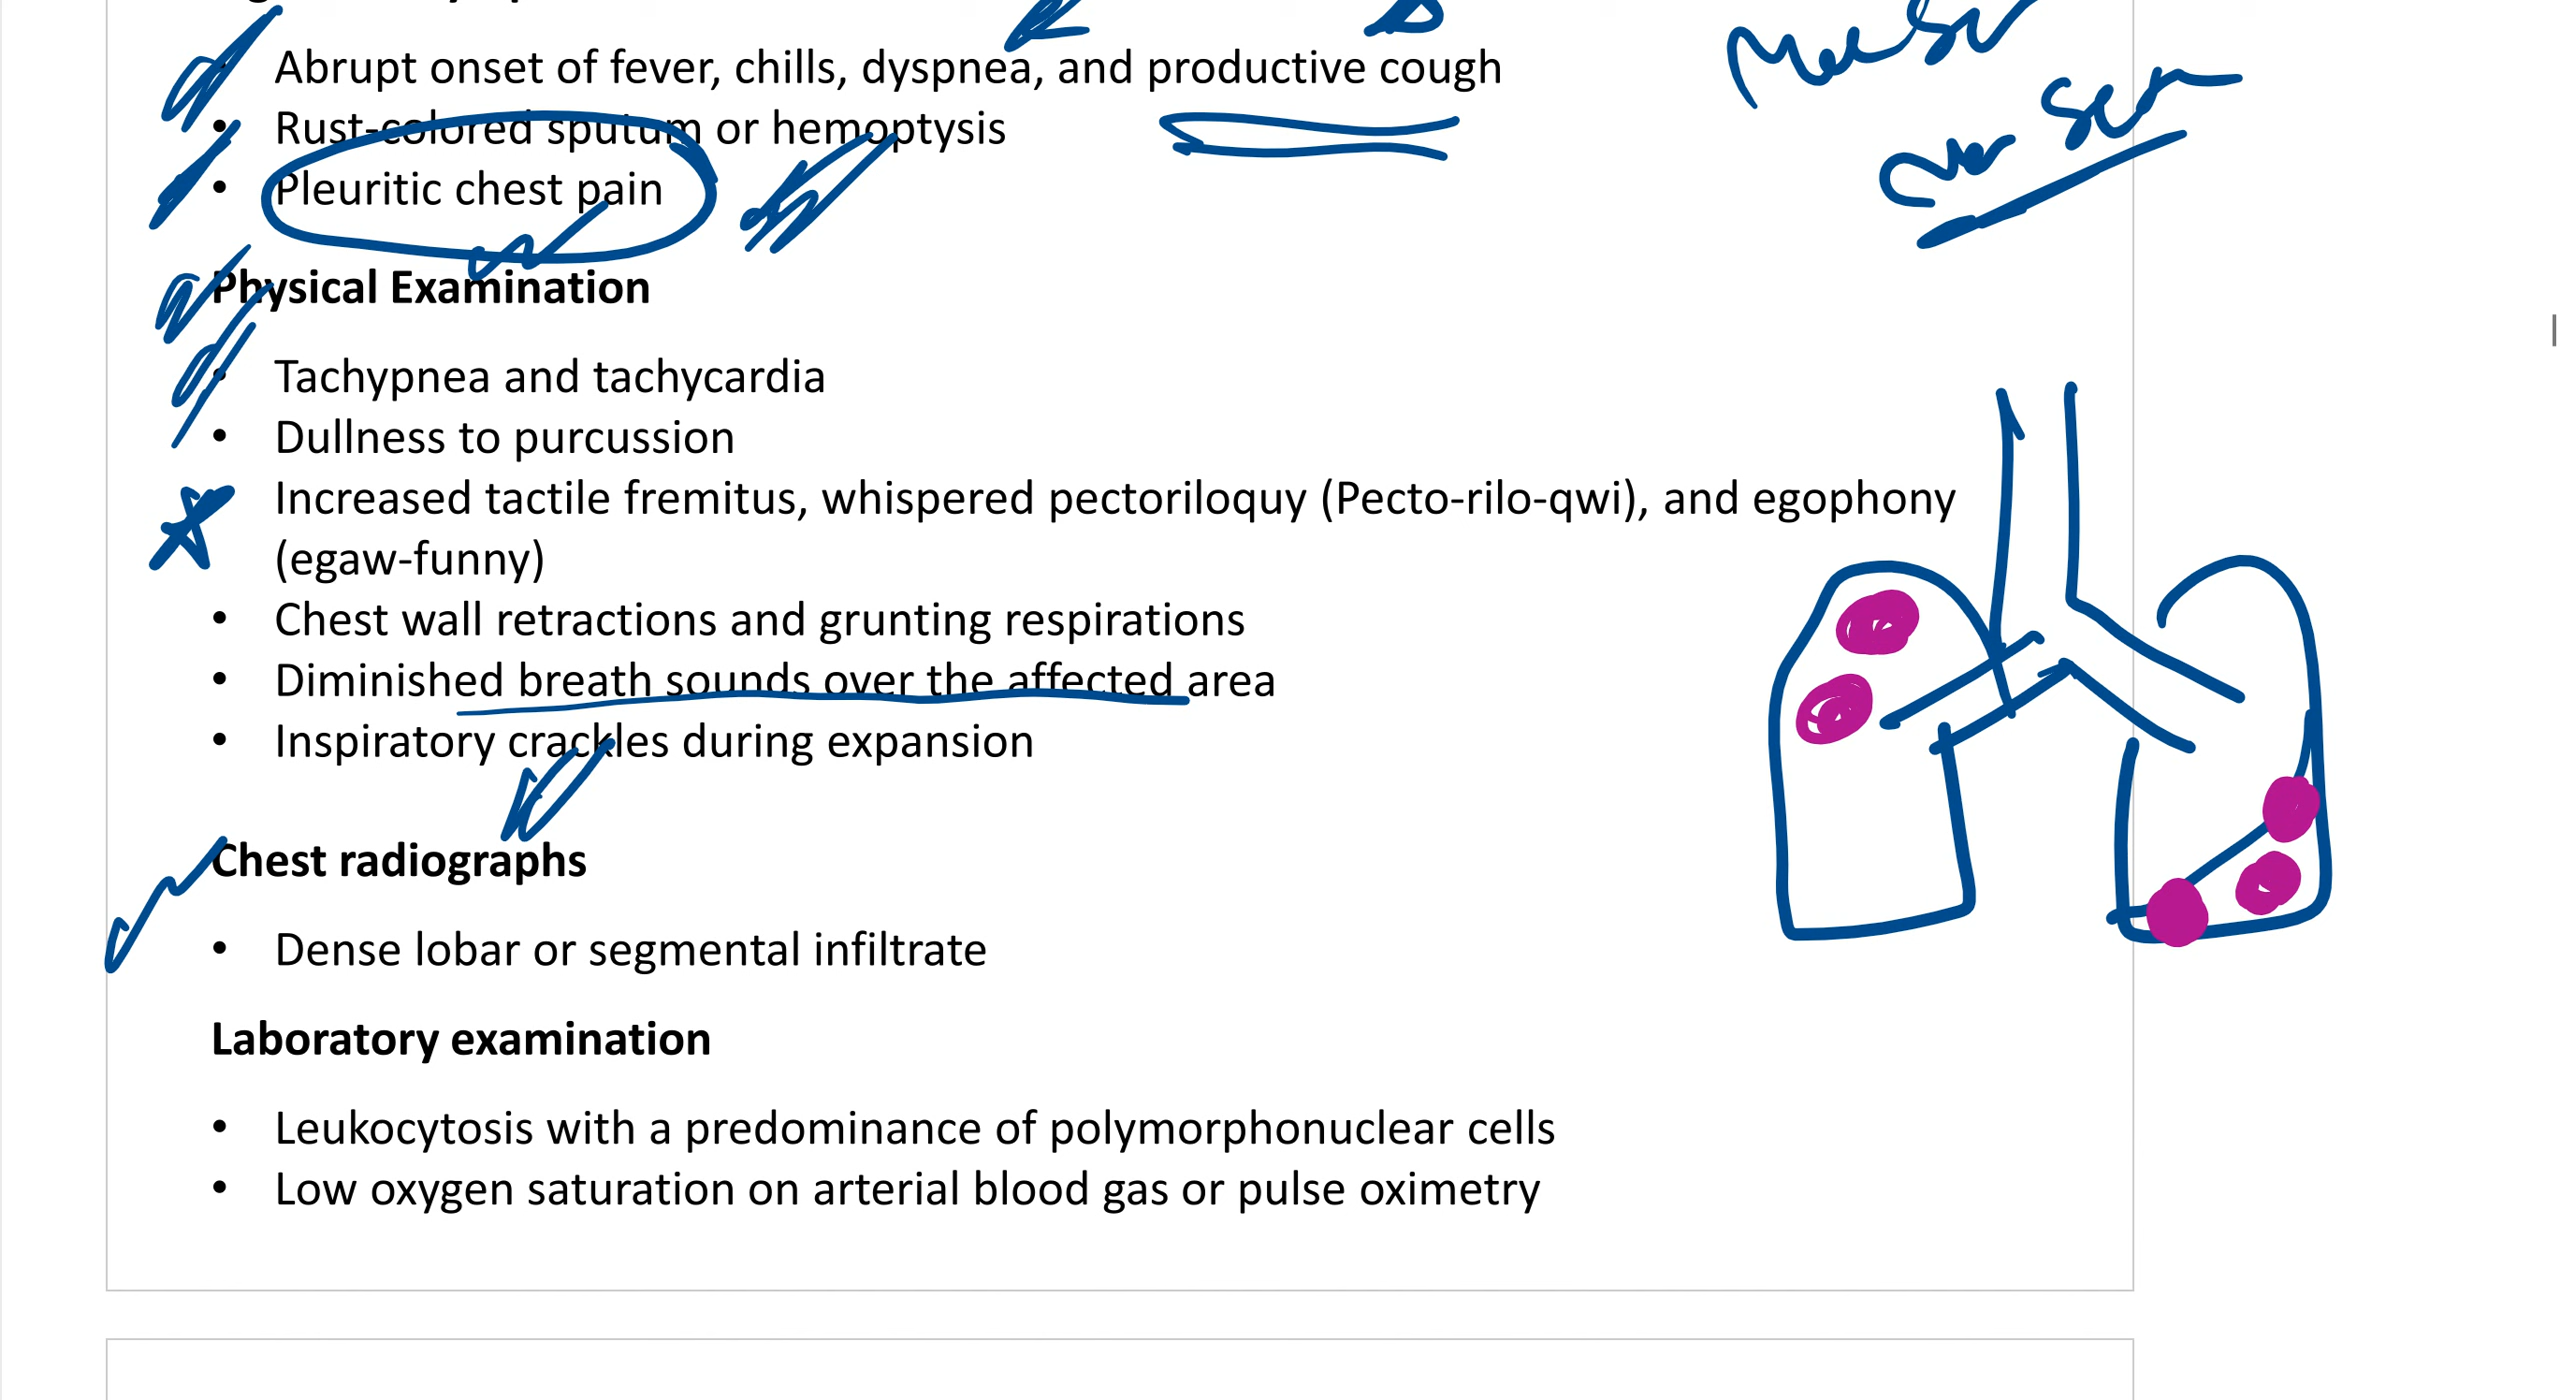 Abrupt onset of fever, chills, dyspnea, and productive cough
• Rust-colored sputum or hemoptysis
• Pleuritic chest pain
Physical Examination
• Tachypnea and tachycardia
• Dullness to purcussion
Increased tactile fremitus, whispered pectoriloquy (Pecto-rilo-qwi), and egophony
(egaw-funny)
• Chest wall retractions and grunting respirations
• Diminished breath sounds over the affected area
• Inspiratory crackles during expansion
Chest radiographs
• Dense lobar or segmental infiltrate
Laboratory examination
• Leukocytosis with a predominance of polymorphonuclear cells
• Low oxygen saturation on arterial blood gas or pulse oximetry